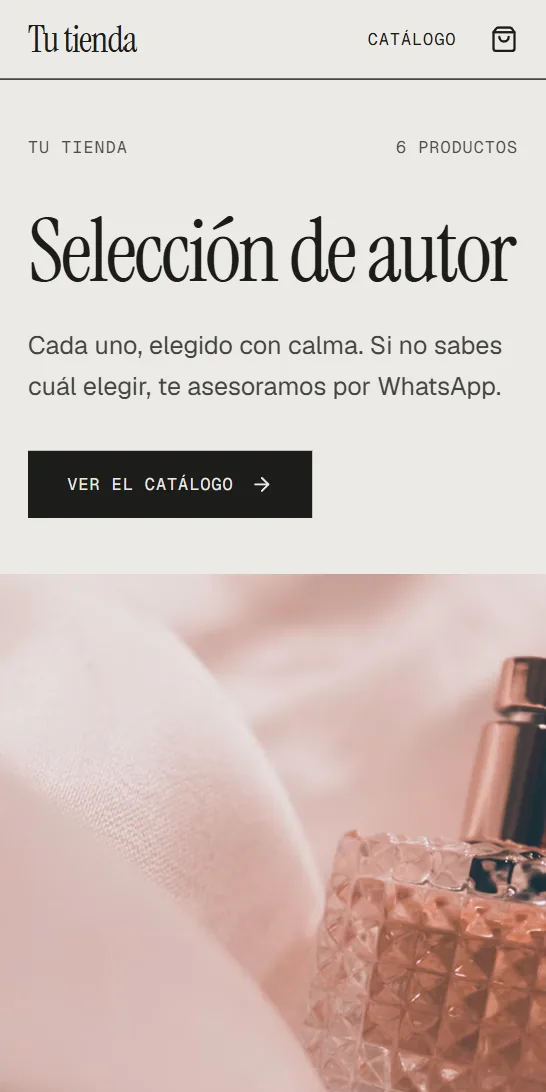 Tu tienda
CATÁLOGO
TU TIENDA
6 PRODUCTOS
Selección de autor
Cada uno, elegido con calma. Si no sabes
cuál elegir, te asesoramos por WhatsApp.
VER EL CATÁLOGO